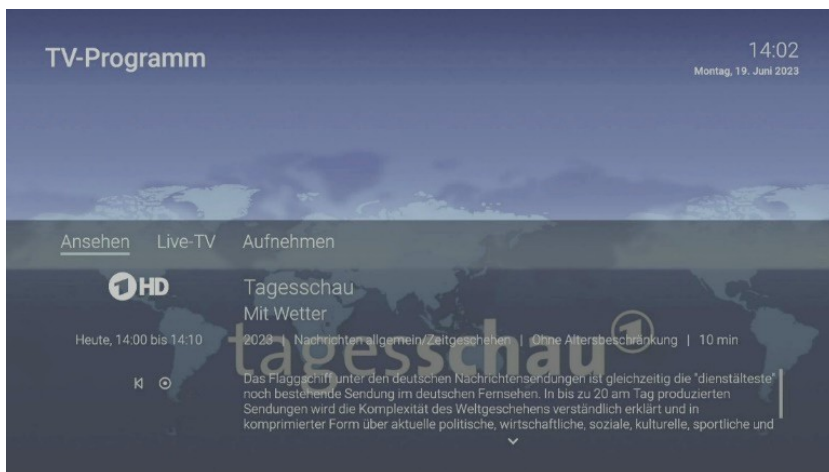 TV-Programm
14:02
Montag, 19. Juni 2023
Ansehen Live-TV Aufnehmen
1 HD
Tagesschau
Mit Wetter
Heute, 14:00 bis 14:10
2023 | Nachrichten allgemein/Zeitgeschehen | Ohne Altersbeschränkung | 10 min
tagesschau
Das Flaggschiff unter den deutschen Nachrichtensendungen ist gleichzeitig die "dienstälteste"
noch bestehende Sendung im deutschen Fernsehen. In bis zu 20 am Tag produzierten
Sendungen wird die Komplexität des Weltgeschehens verständlich erklärt und in
komprimierter Form über aktuelle politische, wirtschaftliche, soziale, kulturelle, sportliche und